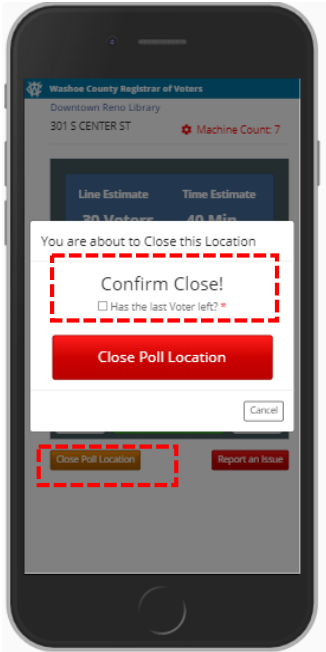 Washoe County Registrar of Voters
Downtown Reno Library
301 S CENTER ST
Machine Count: 7
Line Estimate Time Estimate
30 Voters 40 Min
You are about to Close this Location
Confirm Close!
Has the last Voter left? *
Close Poll Location
Cancel
Close Poll Location Report an Issue